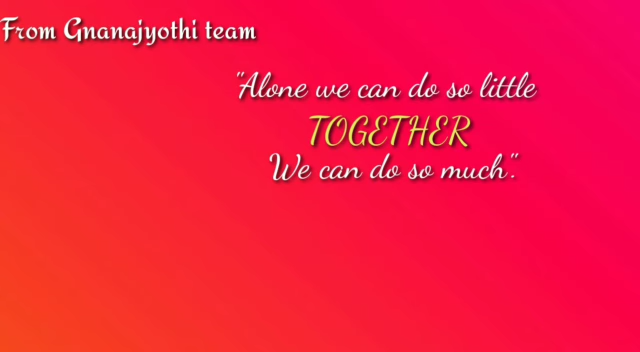 From Gnanajyothi team
"Alone we can do so little
TOGETHER
We can do so much".